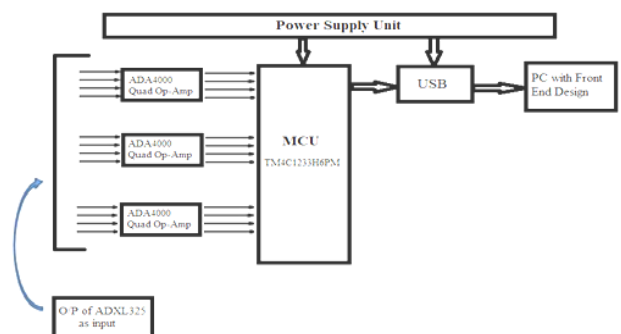 Power Supply Unit
ADA4000
Quad Op-Amp
ADA4000
Quad Op-Amp
ADA4000
Quad Op-Amp
MCU
TM4C1233H6PM
USB
PC with Front
End Design
O/P of ADXL325
as input